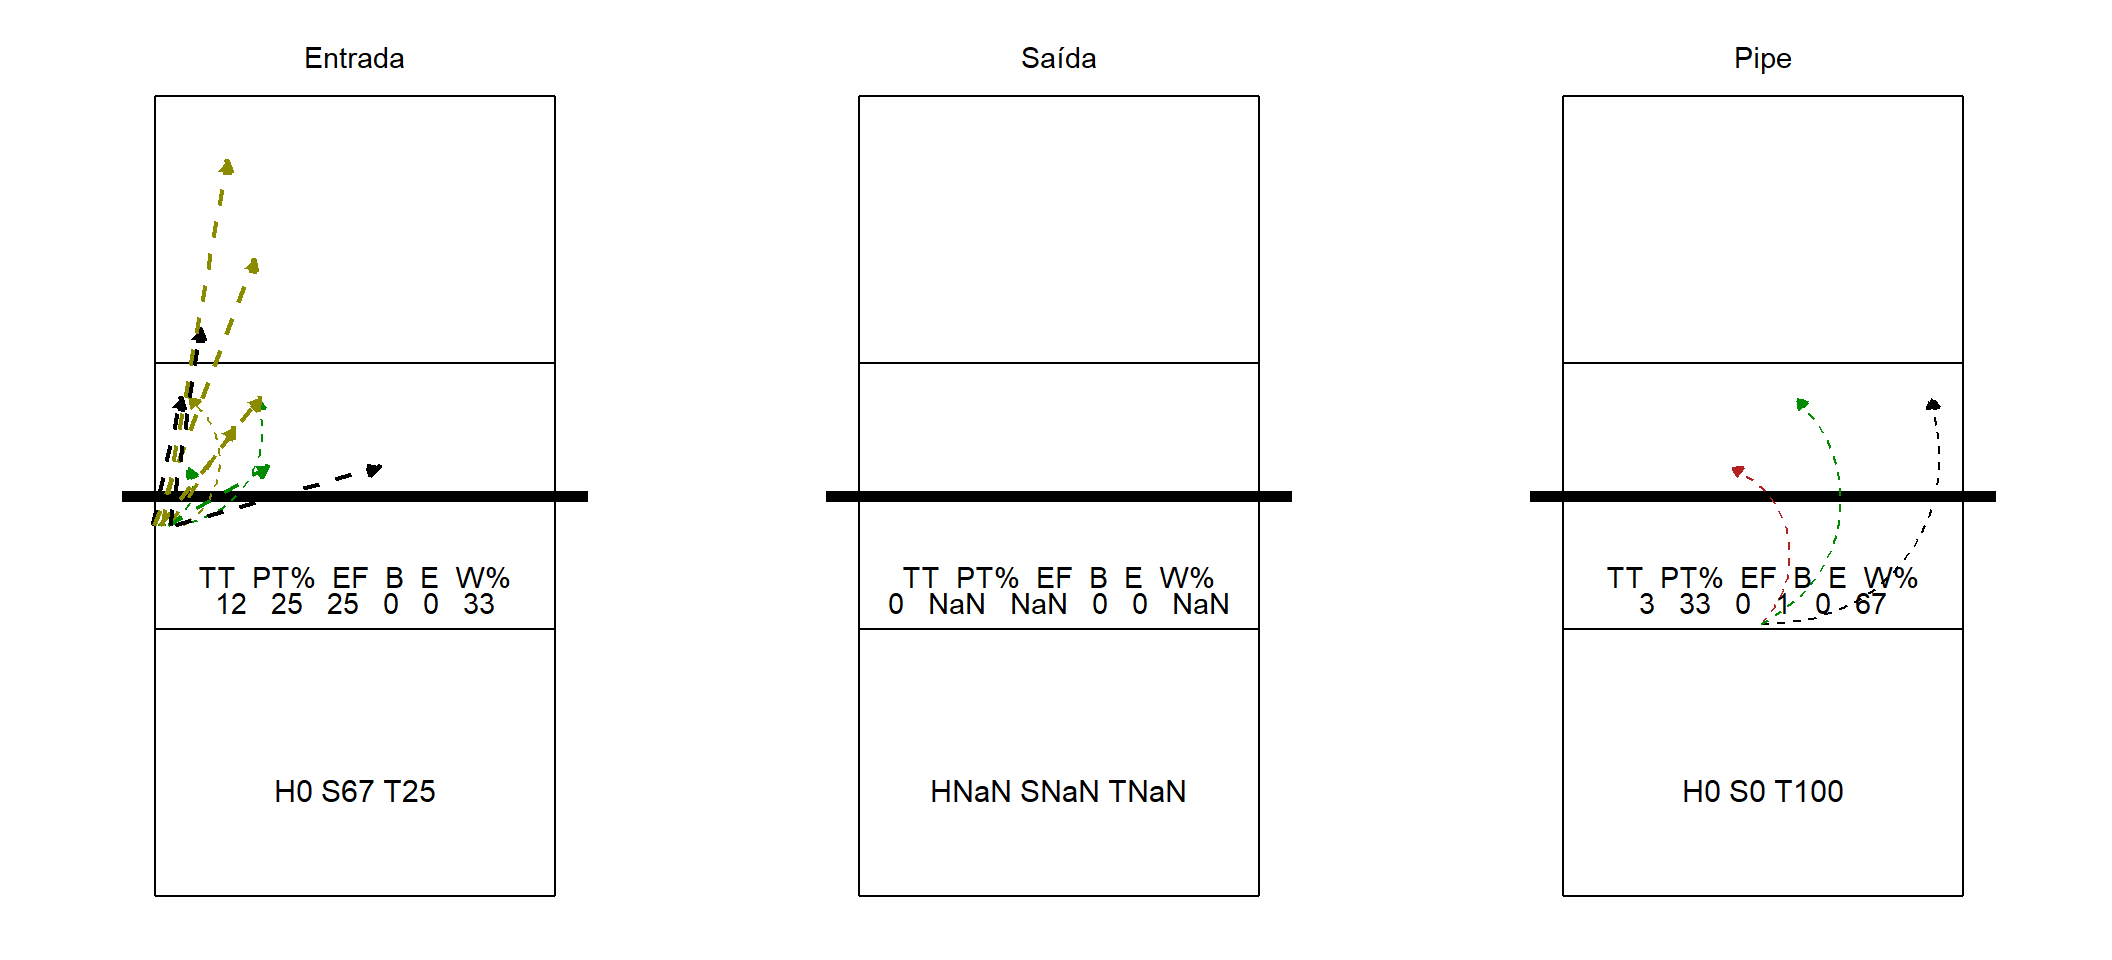 Entrada
TT PT% EF B E W%
12 25 25 0 0 33
H0 S67 T25
Saída
TT PT% EF B E W%
0 NaN NaN 0 0 NaN
HNaN SNaN TNaN
Pipe
TT PT% EF B E W%
3 33 0 1 0 67
H0 S0 T100